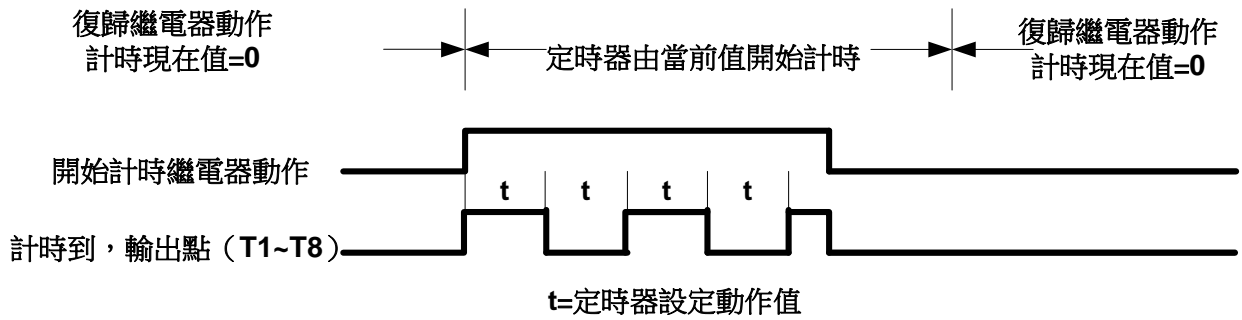 復歸繼電器動作
計時現在值=0
定時器由當前值開始計時
復歸繼電器動作
計時現在值=0
開始計時繼電器動作
t t t t
計時到,輸出點(T1~T8)
t=定時器設定動作值